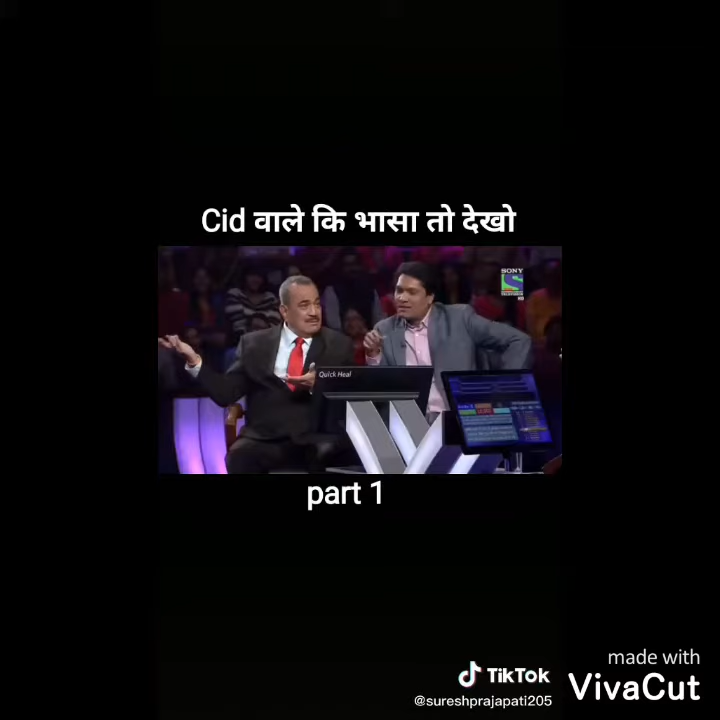 Cid वाले कि भासा तो देखो
SONY
Quick Heal
part 1
made with
TikTok
VivaCut
@sureshprajapati205